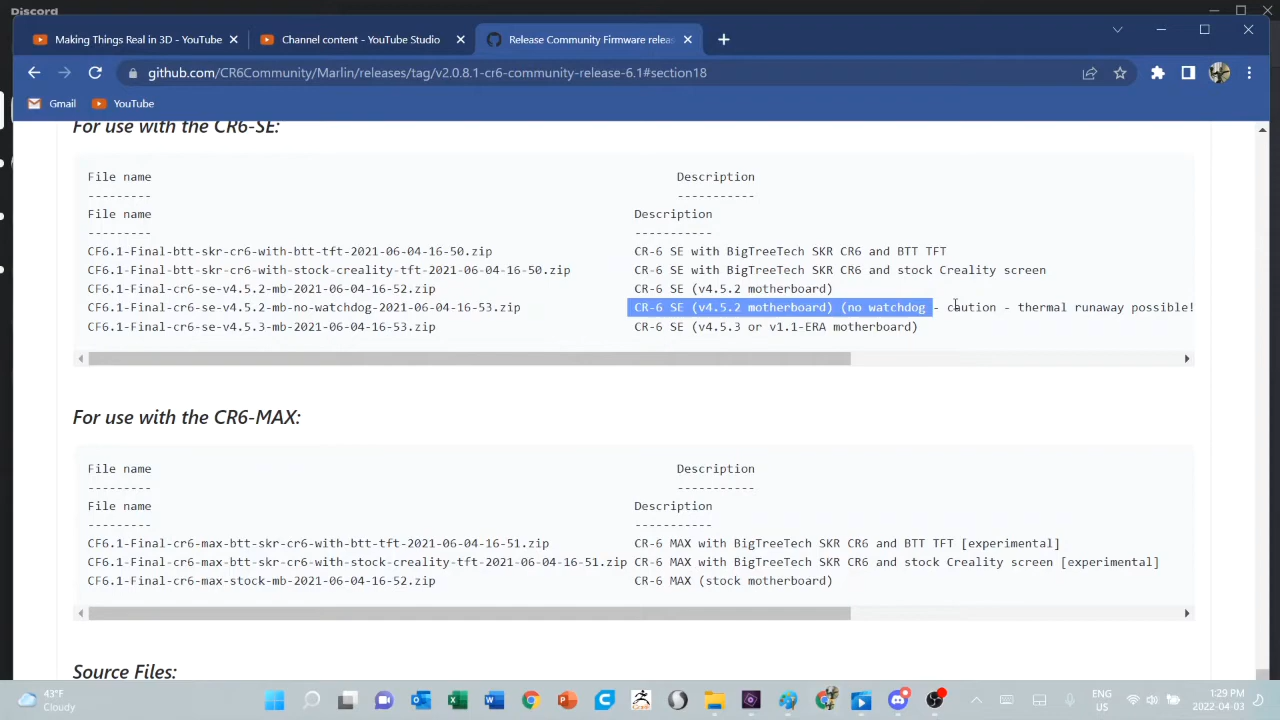 Discord
Making Things Real in 3D - YouTube
Channel content - YouTube Studio
Release Community Firmware relea
github.com/CR6Community/Marlin/releases/tag/v2.0.8.1-cr6-community-release-6.1#section18
Gmail YouTube
For use with the CR6-SE:
File name Description
--------- -----------
File name Description
--------- -----------
CF6.1-Final-btt-skr-cr6-with-btt-tft-2021-06-04-16-50.zip CR-6 SE with BigTreeTech SKR CR6 and BTT TFT
CF6.1-Final-btt-skr-cr6-with-stock-creality-tft-2021-06-04-16-50.zip CR-6 SE with BigTreeTech SKR CR6 and stock Creality screen
CF6.1-Final-cr6-se-v4.5.2-mb-2021-06-04-16-52.zip CR-6 SE (v4.5.2 motherboard)
CF6.1-Final-cr6-se-v4.5.2-mb-no-watchdog-2021-06-04-16-53.zip CR-6 SE (v4.5.2 motherboard) (no watchdog - caution - thermal runaway possible!
CF6.1-Final-cr6-se-v4.5.3-mb-2021-06-04-16-53.zip CR-6 SE (v4.5.3 or v1.1-ERA motherboard)
For use with the CR6-MAX:
File name Description
--------- -----------
File name Description
--------- -----------
CF6.1-Final-cr6-max-btt-skr-cr6-with-btt-tft-2021-06-04-16-51.zip CR-6 MAX with BigTreeTech SKR CR6 and BTT TFT [experimental]
CF6.1-Final-cr6-max-btt-skr-cr6-with-stock-creality-tft-2021-06-04-16-51.zip CR-6 MAX with BigTreeTech SKR CR6 and stock Creality screen [experimental]
CF6.1-Final-cr6-max-stock-mb-2021-06-04-16-52.zip CR-6 MAX (stock motherboard)
Source Files:
43°F
Cloudy
ENG
US
1:29 PM
2022-04-03